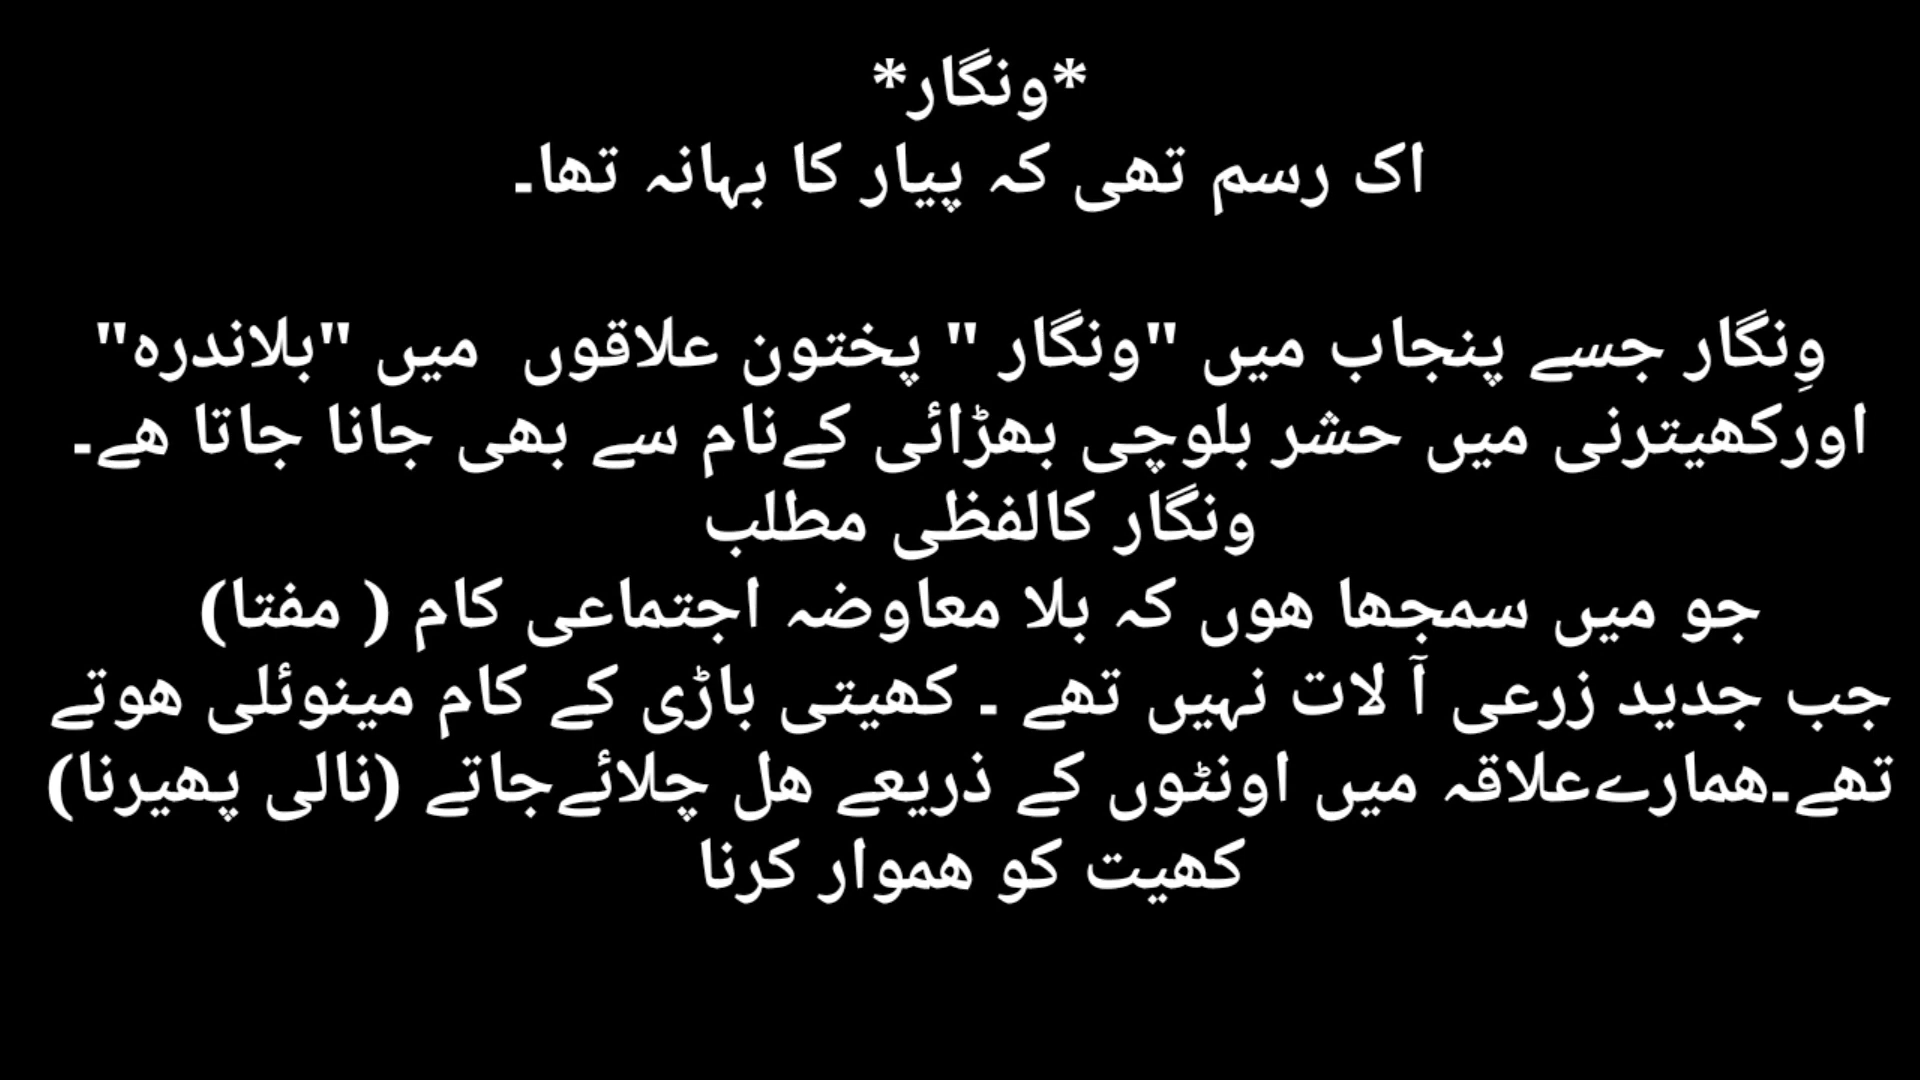 *ونگار*
اک رسم تھی کہ پیار کا بہانہ تھا۔
وِنگار جسے پنجاب میں "ونگار " پختون علاقوں میں "بلاندرہ"
اورکھیترنی میں حشر بلوچی بھڑائی کےنام سے بھی جانا جاتا ھے۔
ونگار کالفظی مطلب
جو میں سمجھا ھوں کہ بلا معاوضہ اجتماعی کام ( مفتا)
جب جدید زرعی آ لات نہیں تھے ۔ کھیتی باڑی کے کام مینوئلی ھوتے
تھے۔ھمارےعلاقہ میں اونٹوں کے ذریعے ھل چلائےجاتے (نالی پھیرنا)
کھیت کو ھموار کرنا